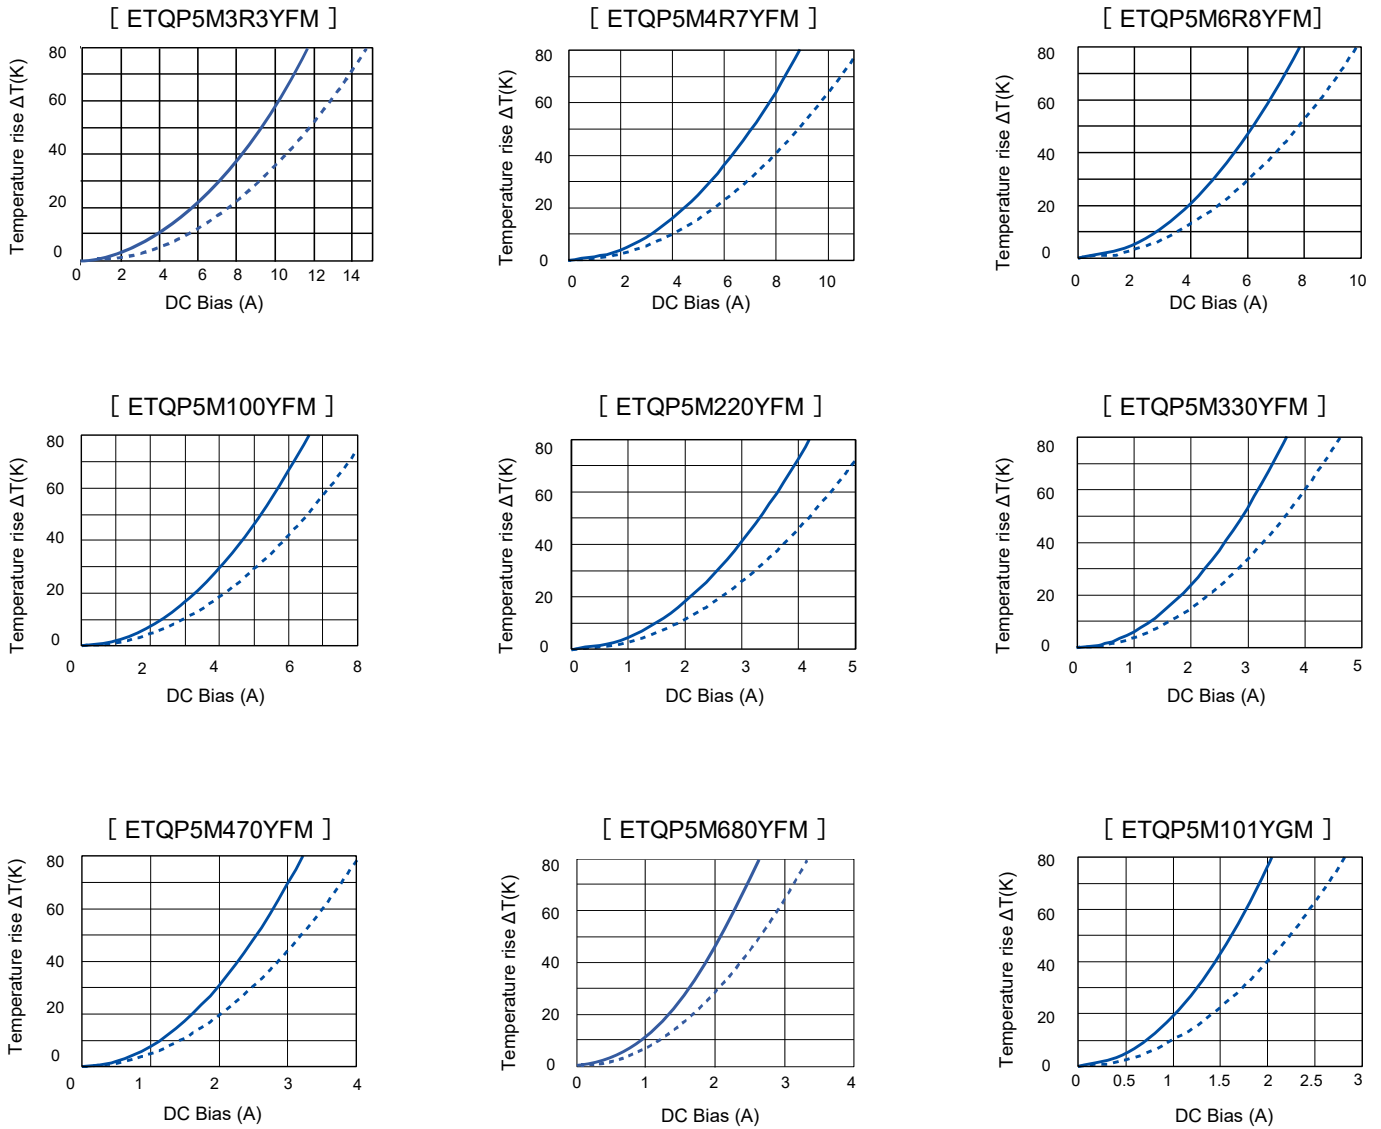 [ ETQP5M3R3YFM ]
Temperature rise ΔT(K)
80
60
40
20
0
0 2 4 6 8 10 12 14
DC Bias (A)
[ ETQP5M4R7YFM ]
Temperature rise ΔT(K)
80
60
40
20
0
0 2 4 6 8 10
DC Bias (A)
[ ETQP5M6R8YFM]
Temperature rise ΔT(K)
80
60
40
20
0
0 2 4 6 8 10
DC Bias (A)
[ ETQP5M100YFM ]
Temperature rise ΔT(K)
80
60
40
20
0
0 2 4 6 8
DC Bias (A)
[ ETQP5M220YFM ]
Temperature rise ΔT(K)
80
60
40
20
0
0 1 2 3 4 5
DC Bias (A)
[ ETQP5M330YFM ]
Temperature rise ΔT(K)
80
60
40
20
0
0 1 2 3 4 5
DC Bias (A)
[ ETQP5M470YFM ]
Temperature rise ΔT(K)
80
60
40
20
0
0 1 2 3 4
DC Bias (A)
[ ETQP5M680YFM ]
Temperature rise ΔT(K)
80
60
40
20
0
0 1 2 3 4
DC Bias (A)
[ ETQP5M101YGM ]
Temperature rise ΔT(K)
80
60
40
20
0
0 0.5 1 1.5 2 2.5 3
DC Bias (A)